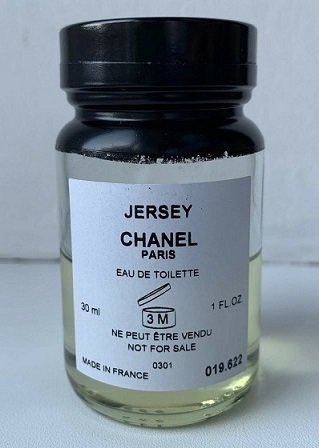 JERSEY
CHANEL
PARIS
EAU DE TOILETTE
30 ml
1 FL OZ
3 M
NE PEUT ÊTRE VENDU
NOT FOR SALE
MADE IN FRANCE
0301
019.622